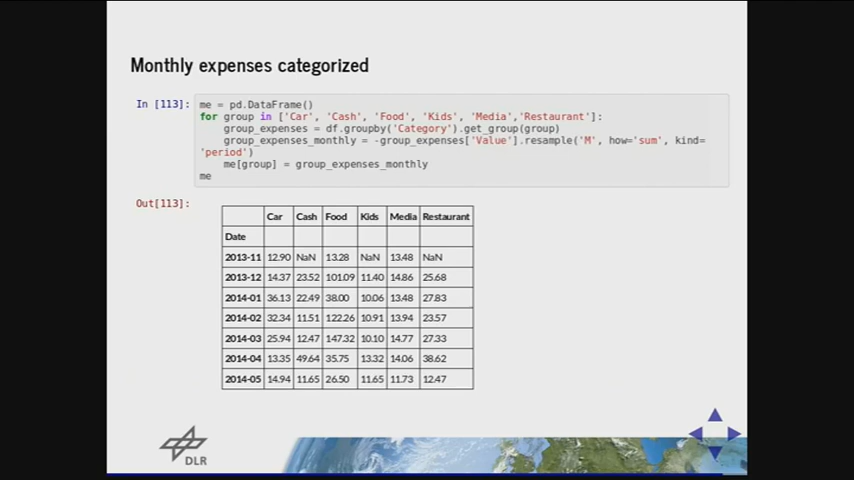 Monthly expenses categorized
In [113]: me = pd.DataFrame()
for group in ['Car', 'Cash', 'Food', 'Kids', 'Media','Restaurant']:
group_expenses = df.groupby('Category').get_group(group)
group_expenses_monthly = -group_expenses['Value'].resample('M', how='sum', kind=
'period')
me[group] = group_expenses_monthly
me
Out[113]:
Car Cash Food Kids Media Restaurant
Date
2013-11 12.90 NaN 13.28 NaN 13.48 NaN
2013-12 14.37 23.52 101.09 11.40 14.86 25.68
2014-01 36.13 22.49 38.00 10.06 13.48 27.83
2014-02 32.34 11.51 122.26 10.91 13.94 23.57
2014-03 25.94 12.47 147.32 10.10 14.77 27.33
2014-04 13.35 49.64 35.75 13.32 14.06 38.62
2014-05 14.94 11.65 26.50 11.65 11.73 12.47
DLR